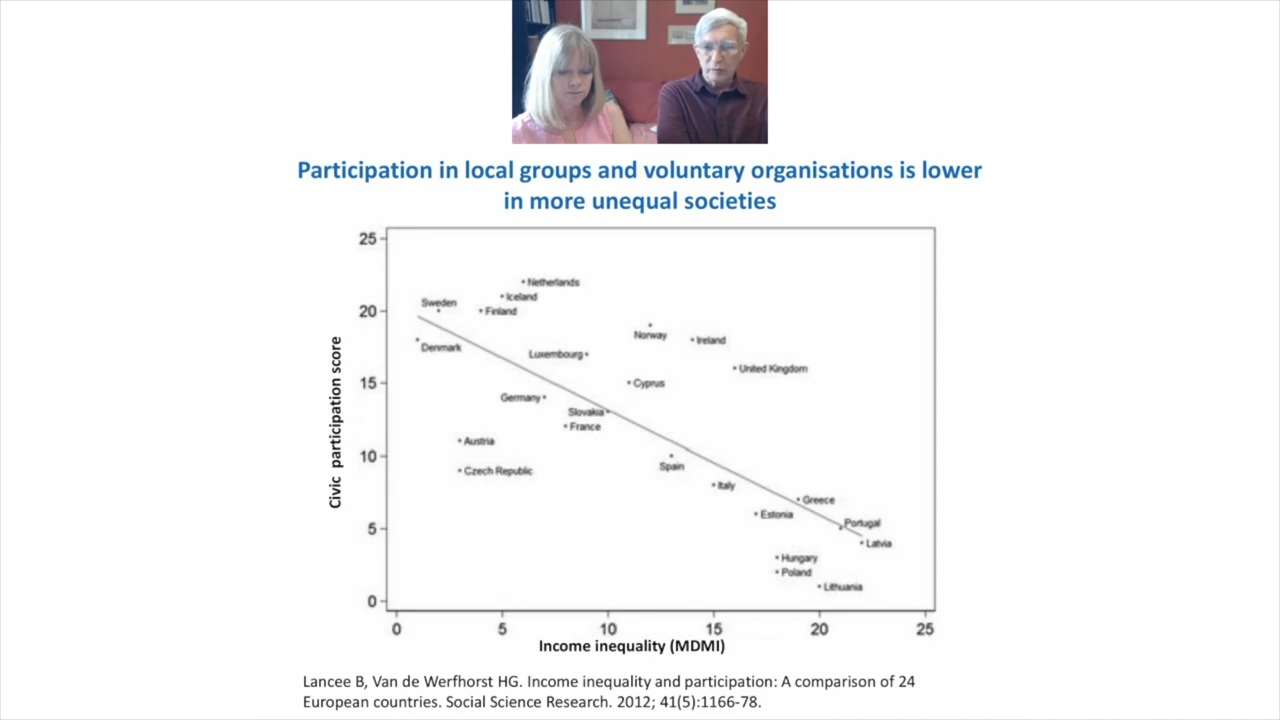 Participation in local groups and voluntary organisations is lower
in more unequal societies
Civic participation score
25
20
15
10
5
0
Netherlands
Iceland
Sweden
Finland
Norway
Ireland
Denmark
Luxembourg
United Kingdom
Cyprus
Germany
Slovakia
France
Austria
Spain
Czech Republic
Italy
Greece
Estonia
Portugal
Latvia
Hungary
Poland
Lithuania
0 5 10 15 20 25
Income inequality (MDMI)
Lancee B, Van de Werfhorst HG. Income inequality and participation: A comparison of 24
European countries. Social Science Research. 2012; 41(5):1166-78.